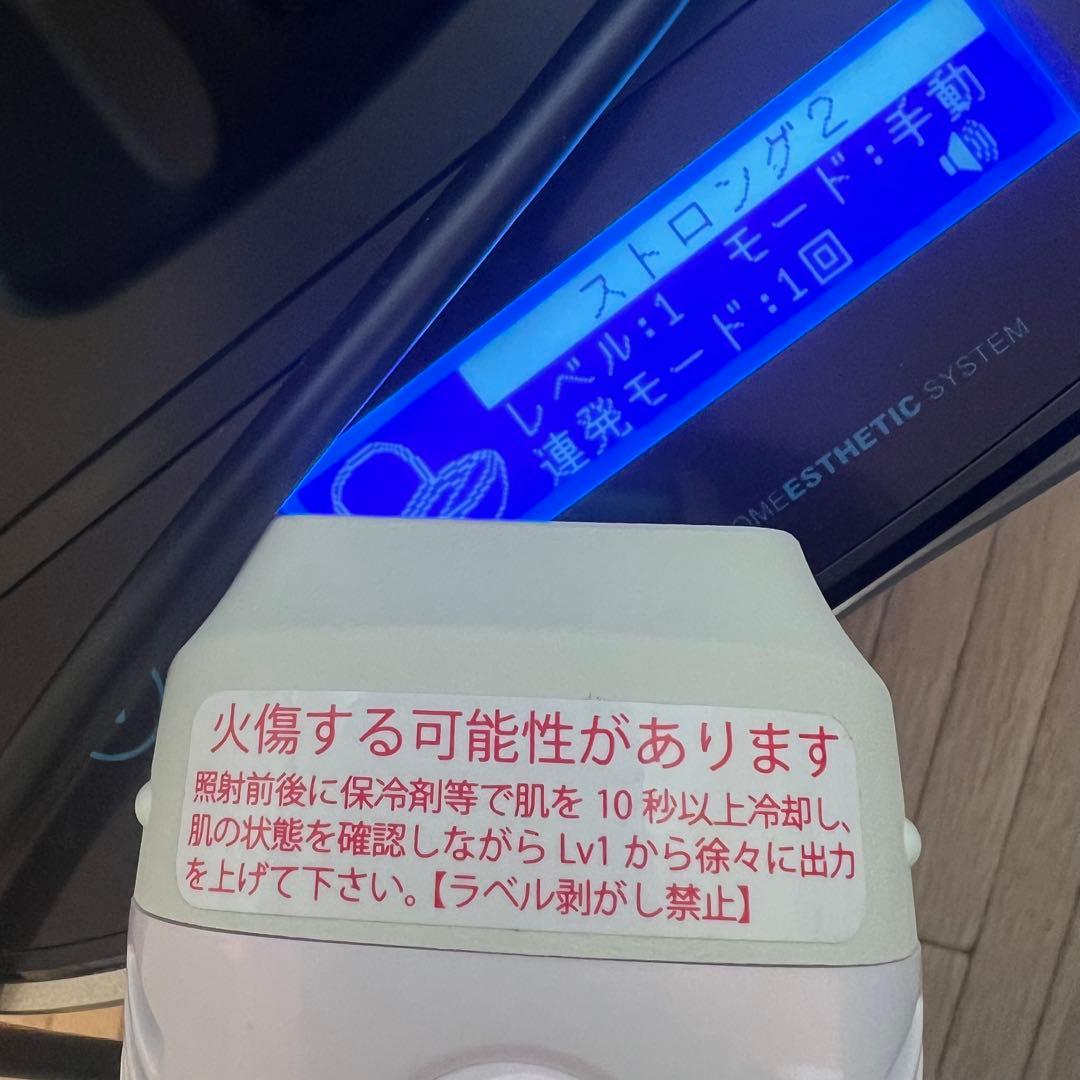 ストロング2
レベル:1 モード:手動
連発モード:1回
OMEESTHETIC SYSTEM
火傷する可能性があります
照射前後に保冷剤等で肌を 10 秒以上冷却し、
肌の状態を確認しながら Lv1 から徐々に出力
を上げて下さい。【ラベル剥がし禁止】